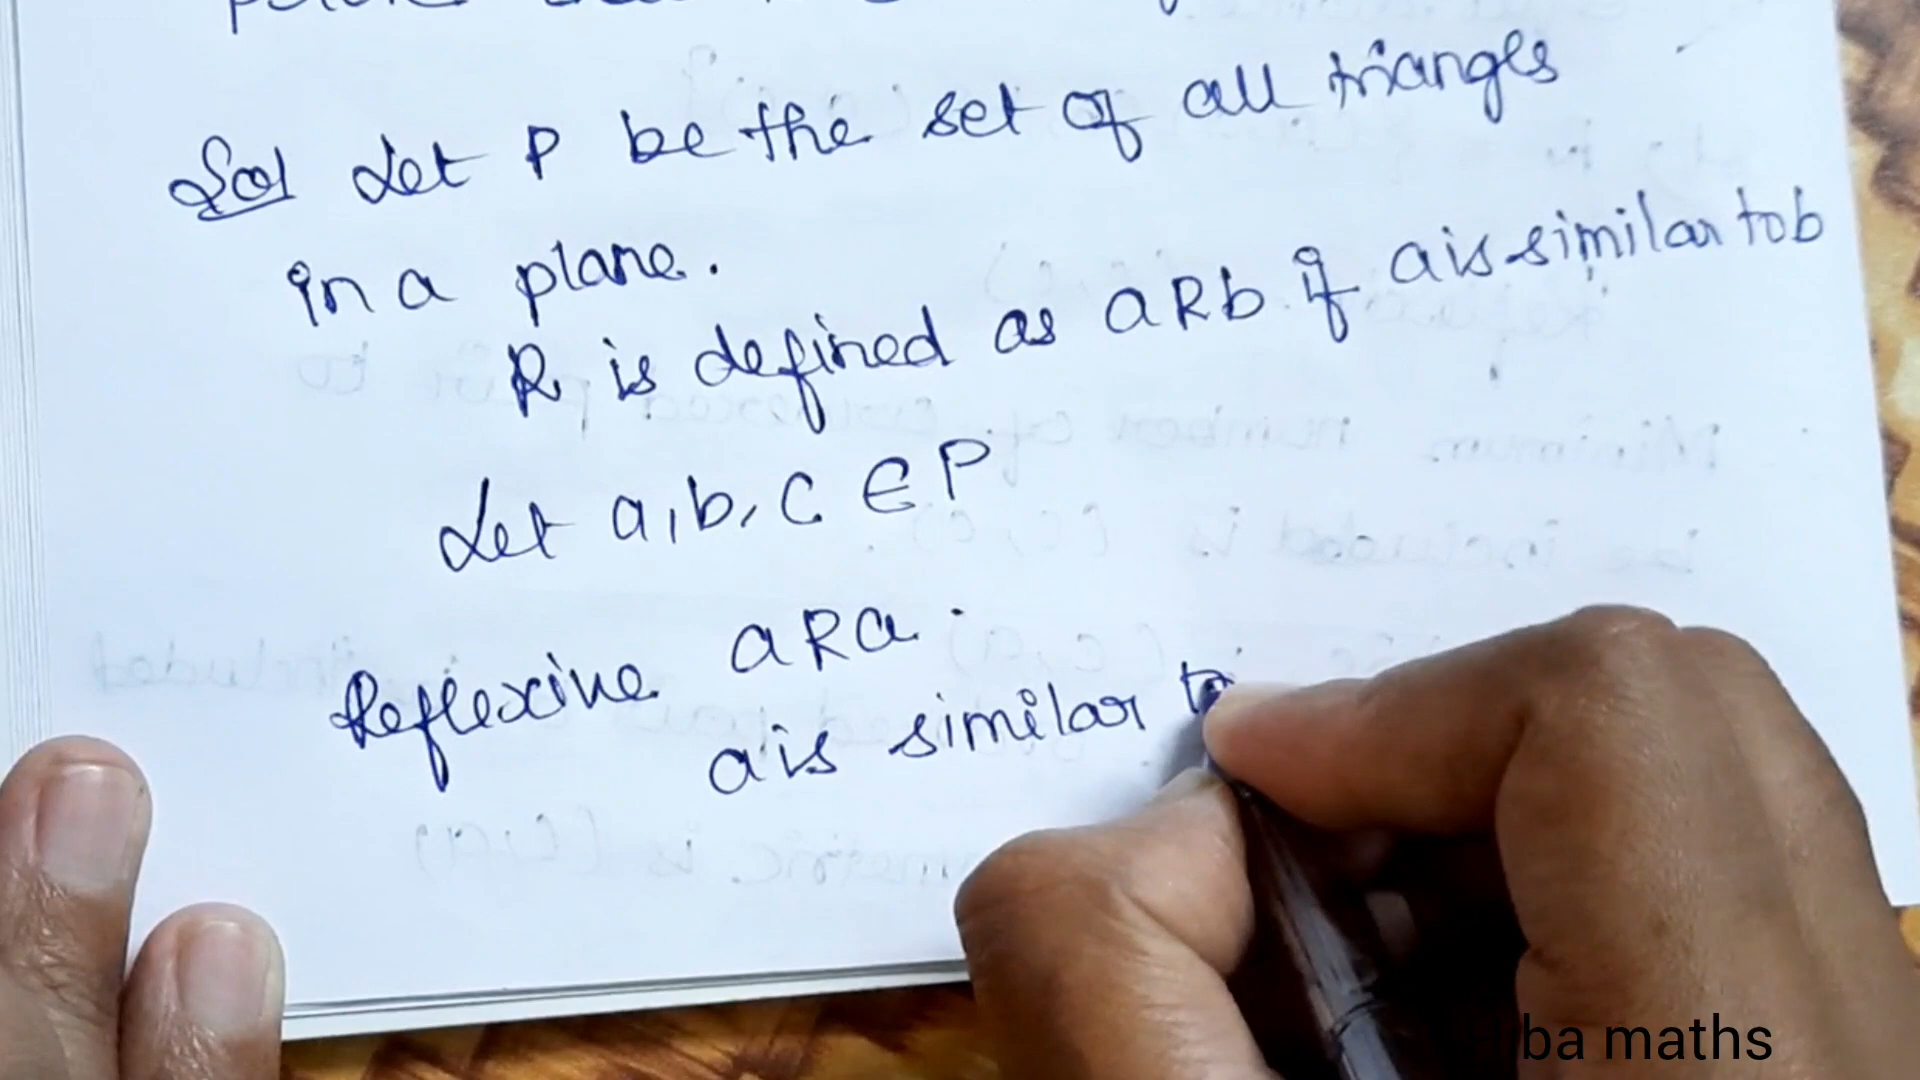 Sol Let P be the set of all triangls
in a plane.
R is defined as aRb if a is similar to b
Let a, b, c ∈ P
Reflexive aRa.
a is similar to
ba maths